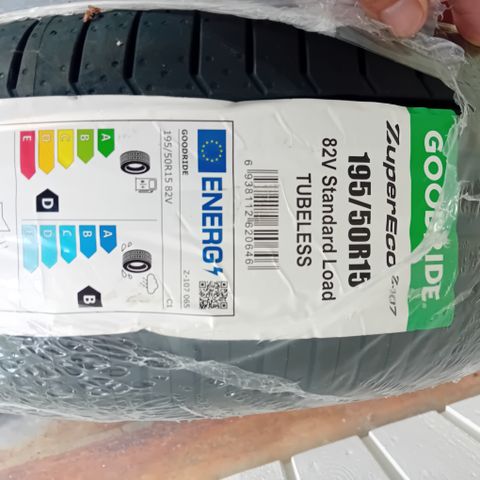 GOODRIDE
ZuperEco Z-107
195/50R15
82V Standard Load
TUBELESS
6 938112 620646
ENERG
GOODRIDE
195/50R15 82V
Z-107 065
C1
A
B
C
D
E
D
A
B
C
D
E
B